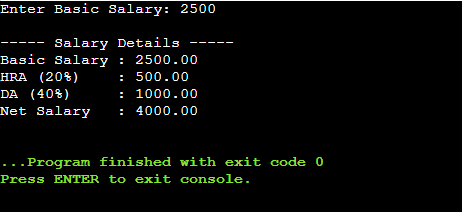 Enter Basic Salary: 2500
----- Salary Details -----
Basic Salary : 2500.00
HRA (20%)    : 500.00
DA (40%)     : 1000.00
Net Salary   : 4000.00
...Program finished with exit code 0
Press ENTER to exit console.